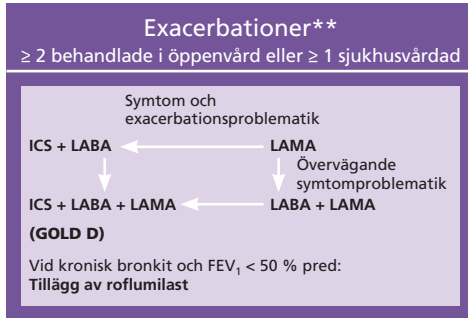 Exacerbationer**
≥ 2 behandlade i öppenvård eller ≥ 1 sjukhusvårdad
Symtom och
exacerbationsproblematik
ICS + LABA LAMA
Övervägande
symtomproblematik
ICS + LABA + LAMA LABA + LAMA
(GOLD D)
Vid kronisk bronkit och FEV₁ < 50 % pred:
Tillägg av roflumilast